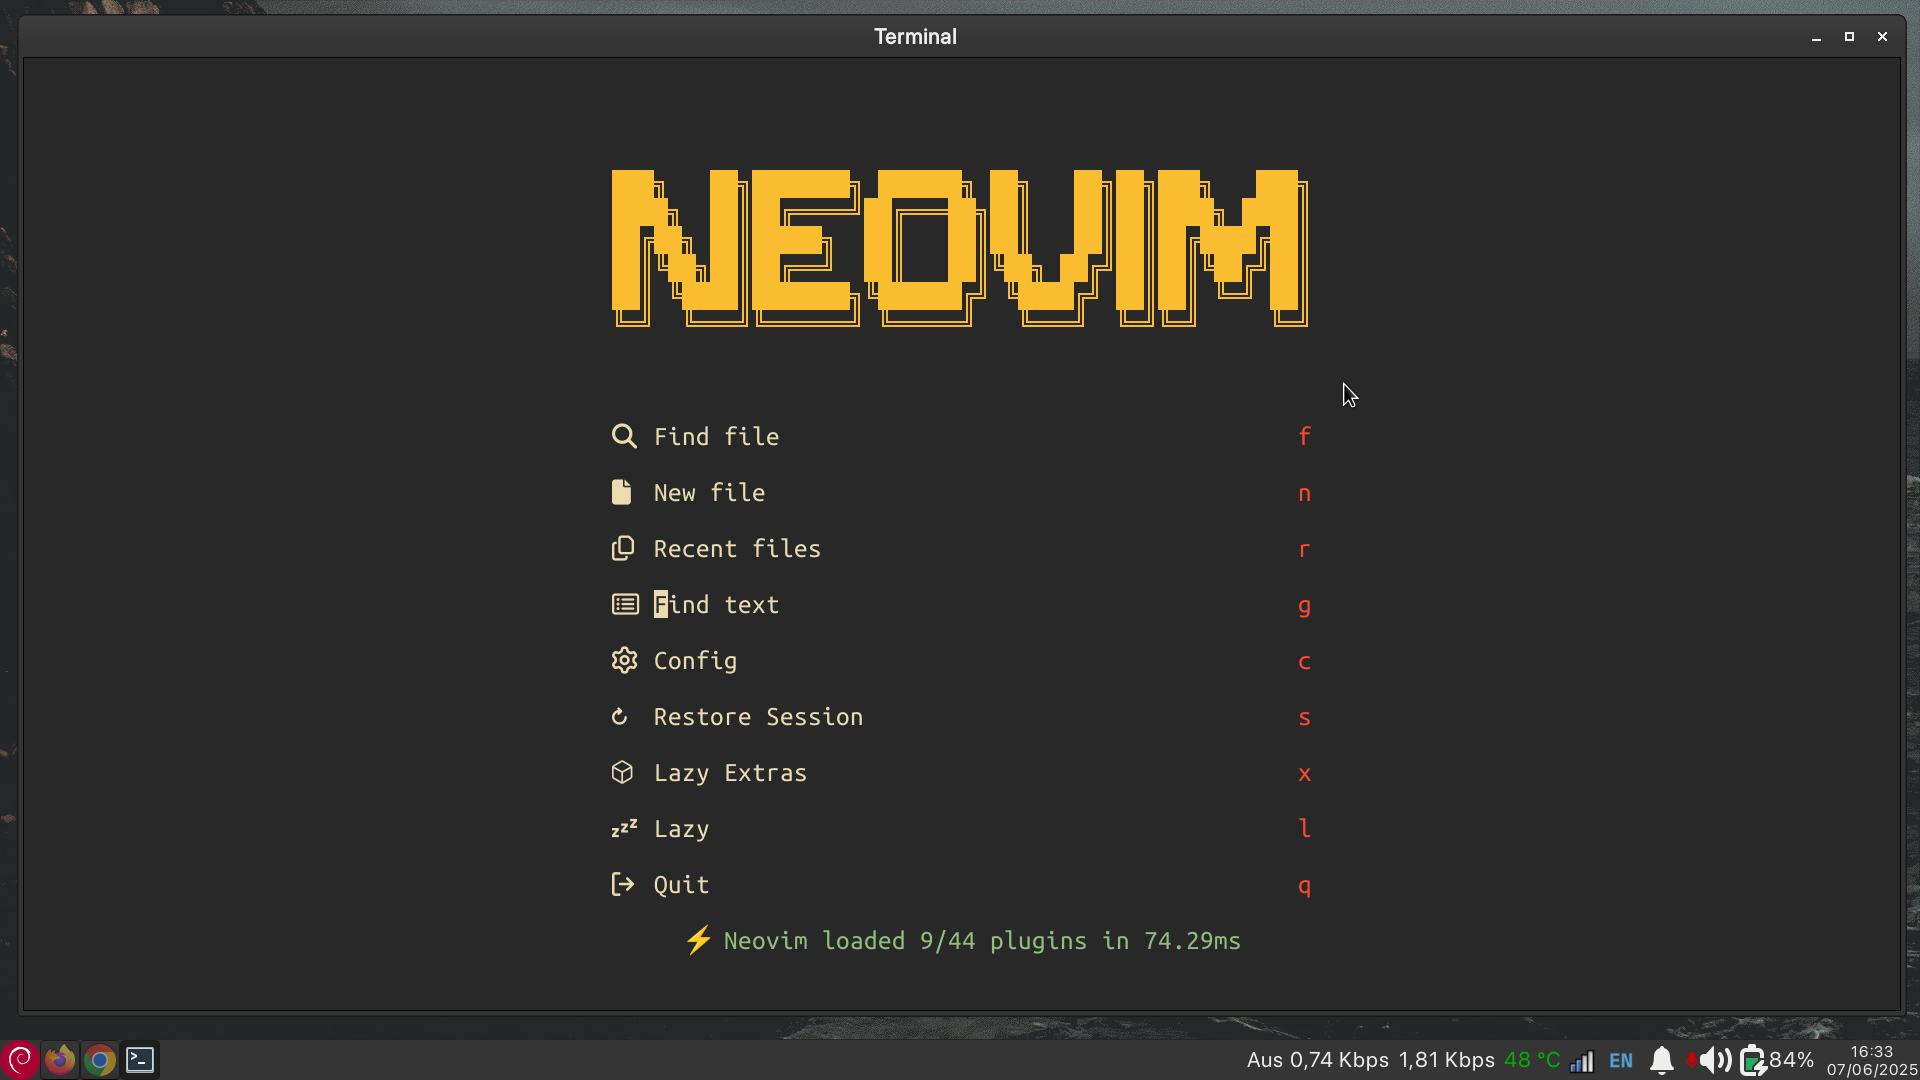 Terminal
NEOVIM
Find file f
New file n
Recent files r
Find text g
Config c
Restore Session s
Lazy Extras x
zzz Lazy l
Quit q
⚡ Neovim loaded 9/44 plugins in 74.29ms
Aus 0,74 Kbps 1,81 Kbps 48 °C EN 84% 16:33
07/06/2025